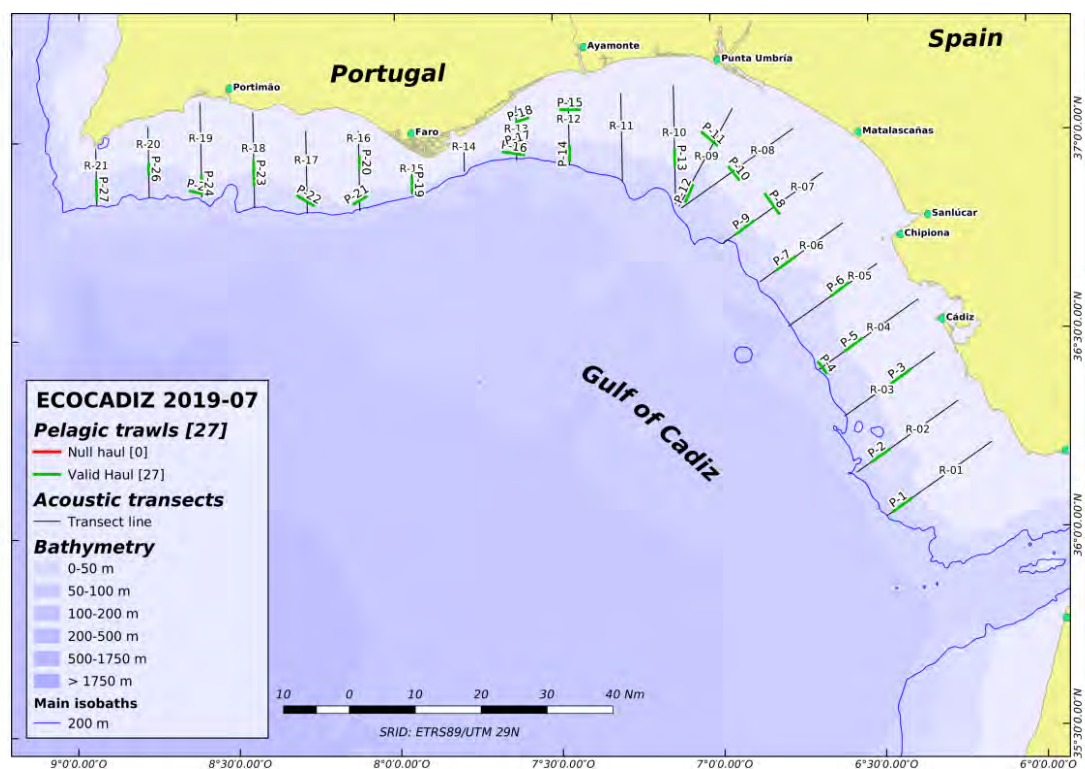 Spain
Portugal
Ayamonte
Punta Umbría
Portimão
Faro
Matalascañas
Sanlúcar
Chipiona
Cádiz
Gulf of Cadiz
R-21
R-20
R-19
R-18
R-17
R-16
R-15
R-14
R-13
R-12
R-11
R-10
R-09
R-08
R-07
R-06
R-05
R-04
R-03
R-02
R-01
P-27
P-26
P-24
P-23
P-22
P-21
P-20
P-19
P-18
P-17
P-16
P-15
P-14
P-13
P-12
P-11
P-10
P-9
P-8
P-7
P-6
P-5
P-4
P-3
P-2
P-1
ECOCADIZ 2019-07
Pelagic trawls [27]
Null haul [0]
Valid Haul [27]
Acoustic transects
Transect line
Bathymetry
0-50 m
50-100 m
100-200 m
200-500 m
500-1750 m
> 1750 m
Main isobaths
200 m
10 0 10 20 30 40 Nm
SRID: ETRS89/UTM 29N
37°0'0.00"N
36°30'0.00"N
36°0'0.00"N
35°30'0.00"N
9°0'0.00"O 8°30'0.00"O 8°0'0.00"O 7°30'0.00"O 7°0'0.00"O 6°30'0.00"O 6°0'0.00"O